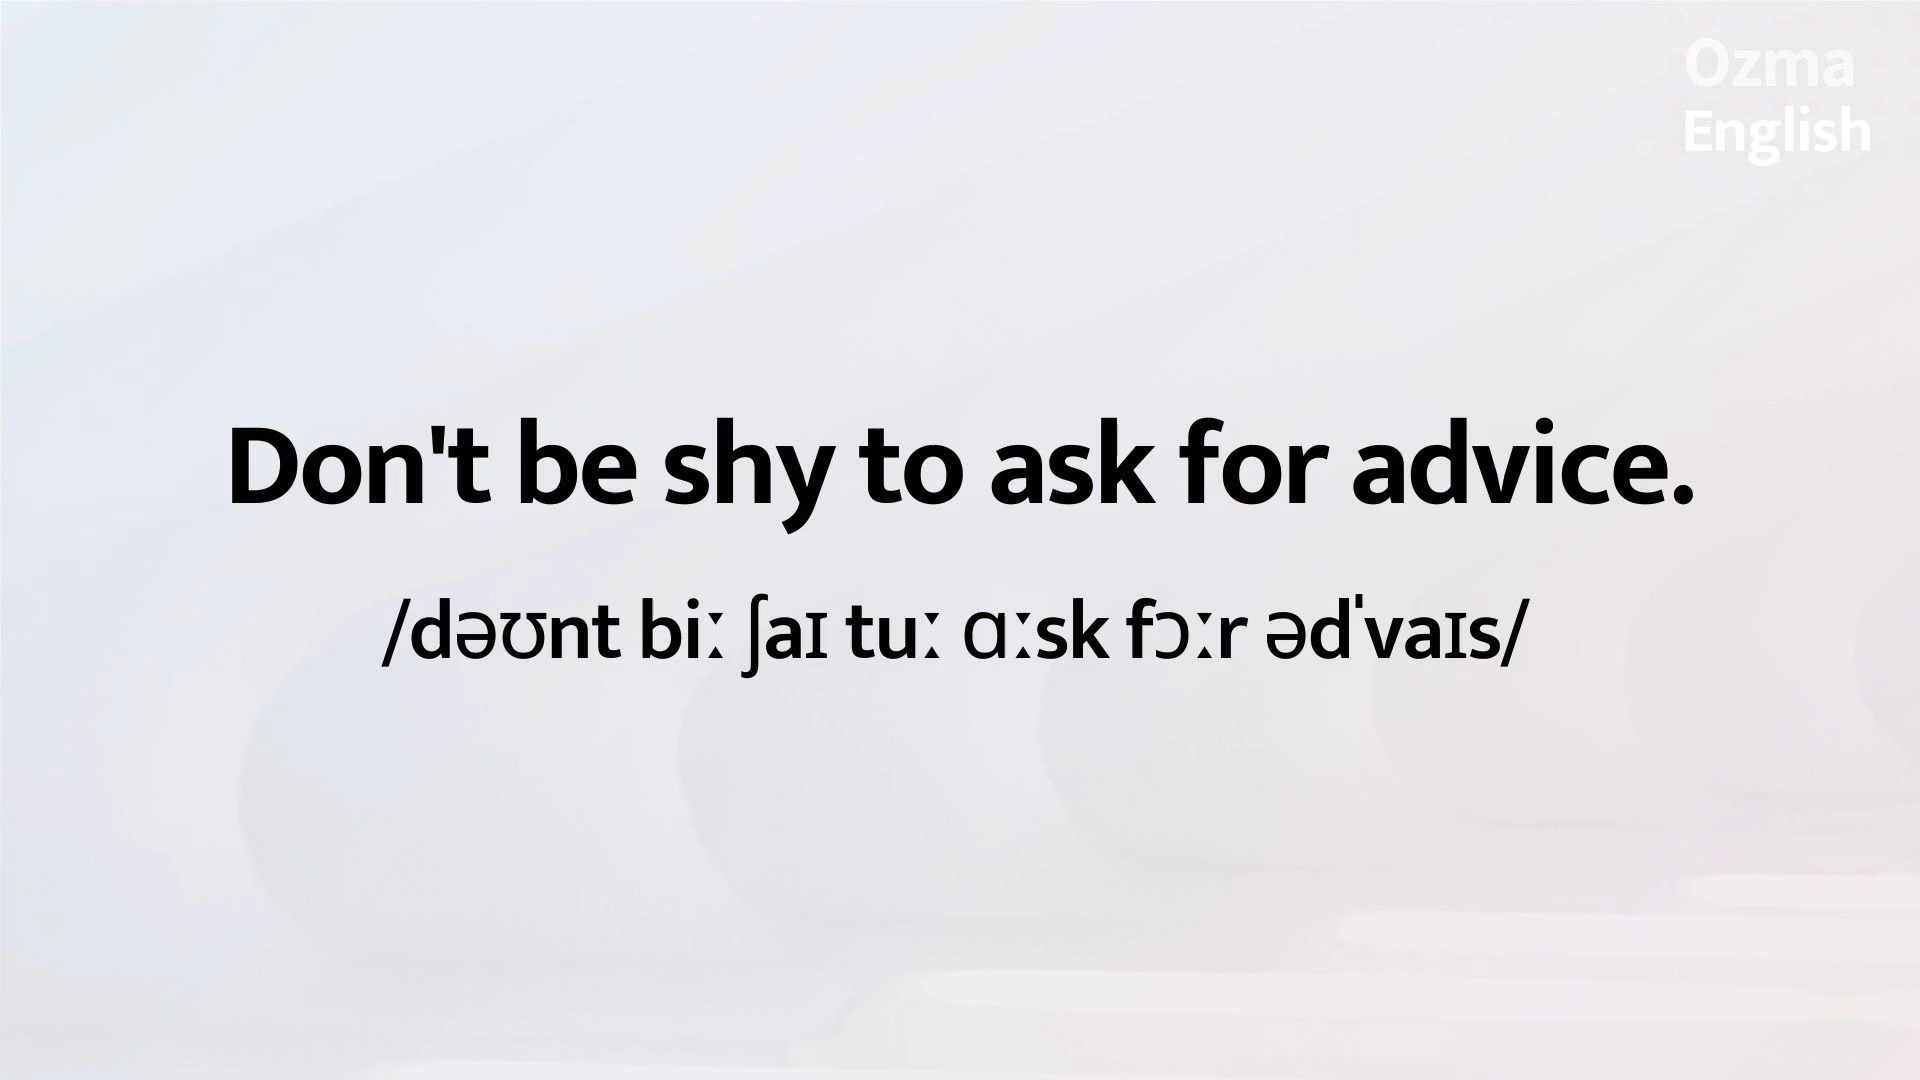 Ozma
English
Don't be shy to ask for advice.
/dəʊnt biː ʃaɪ tuː ɑːsk fɔːr ədˈvaɪs/